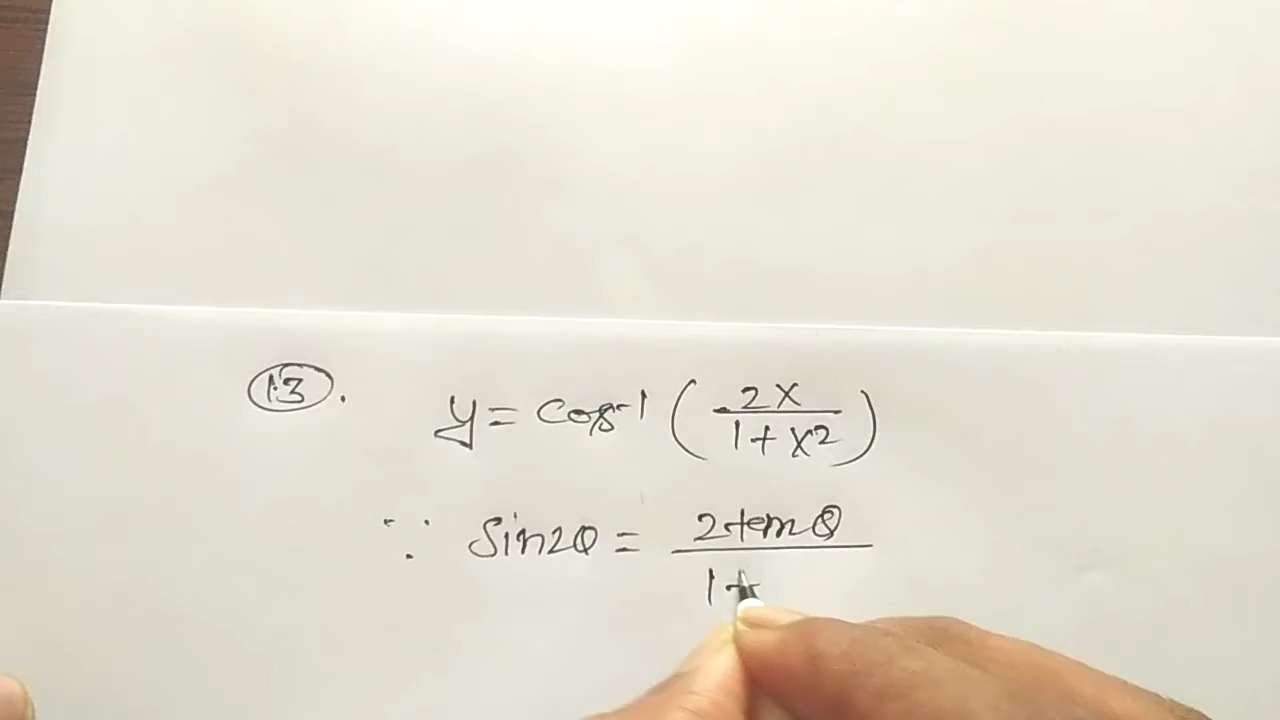 13. y = cos⁻¹ ( 2x / 1 + x² )
∵ sin2θ = 2tanθ / 1+